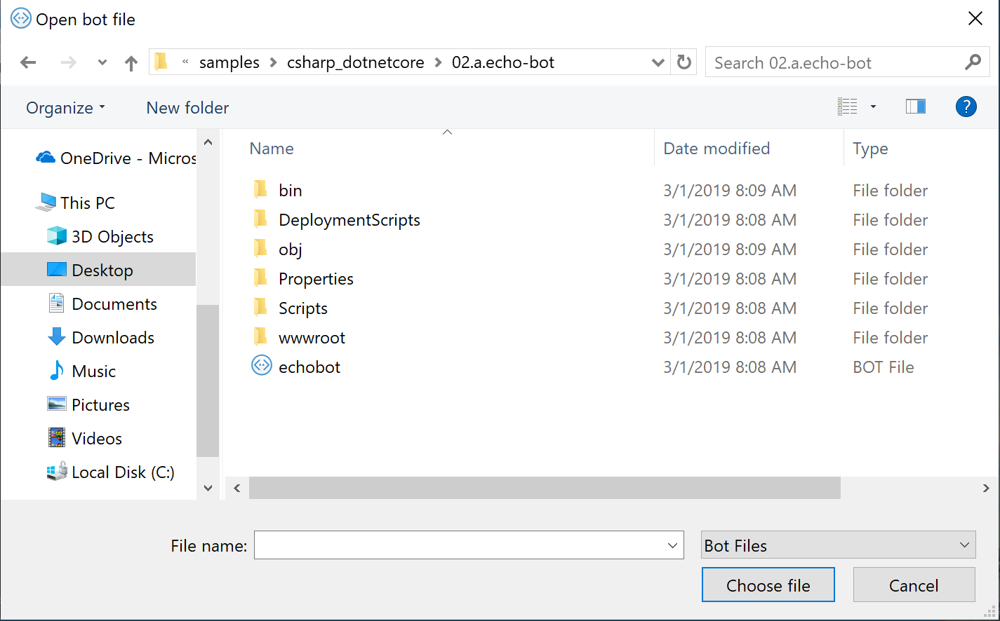 Open bot file
« samples > csharp_dotnetcore > 02.a.echo-bot
Search 02.a.echo-bot
Organize
New folder
?
OneDrive - Micros
This PC
3D Objects
Desktop
Documents
Downloads
Music
Pictures
Videos
Local Disk (C:)
Name Date modified Type
bin 3/1/2019 8:09 AM File folder
DeploymentScripts 3/1/2019 8:08 AM File folder
obj 3/1/2019 8:09 AM File folder
Properties 3/1/2019 8:08 AM File folder
Scripts 3/1/2019 8:08 AM File folder
wwwroot 3/1/2019 8:08 AM File folder
echobot 3/1/2019 8:08 AM BOT File
File name:
Bot Files
Choose file
Cancel